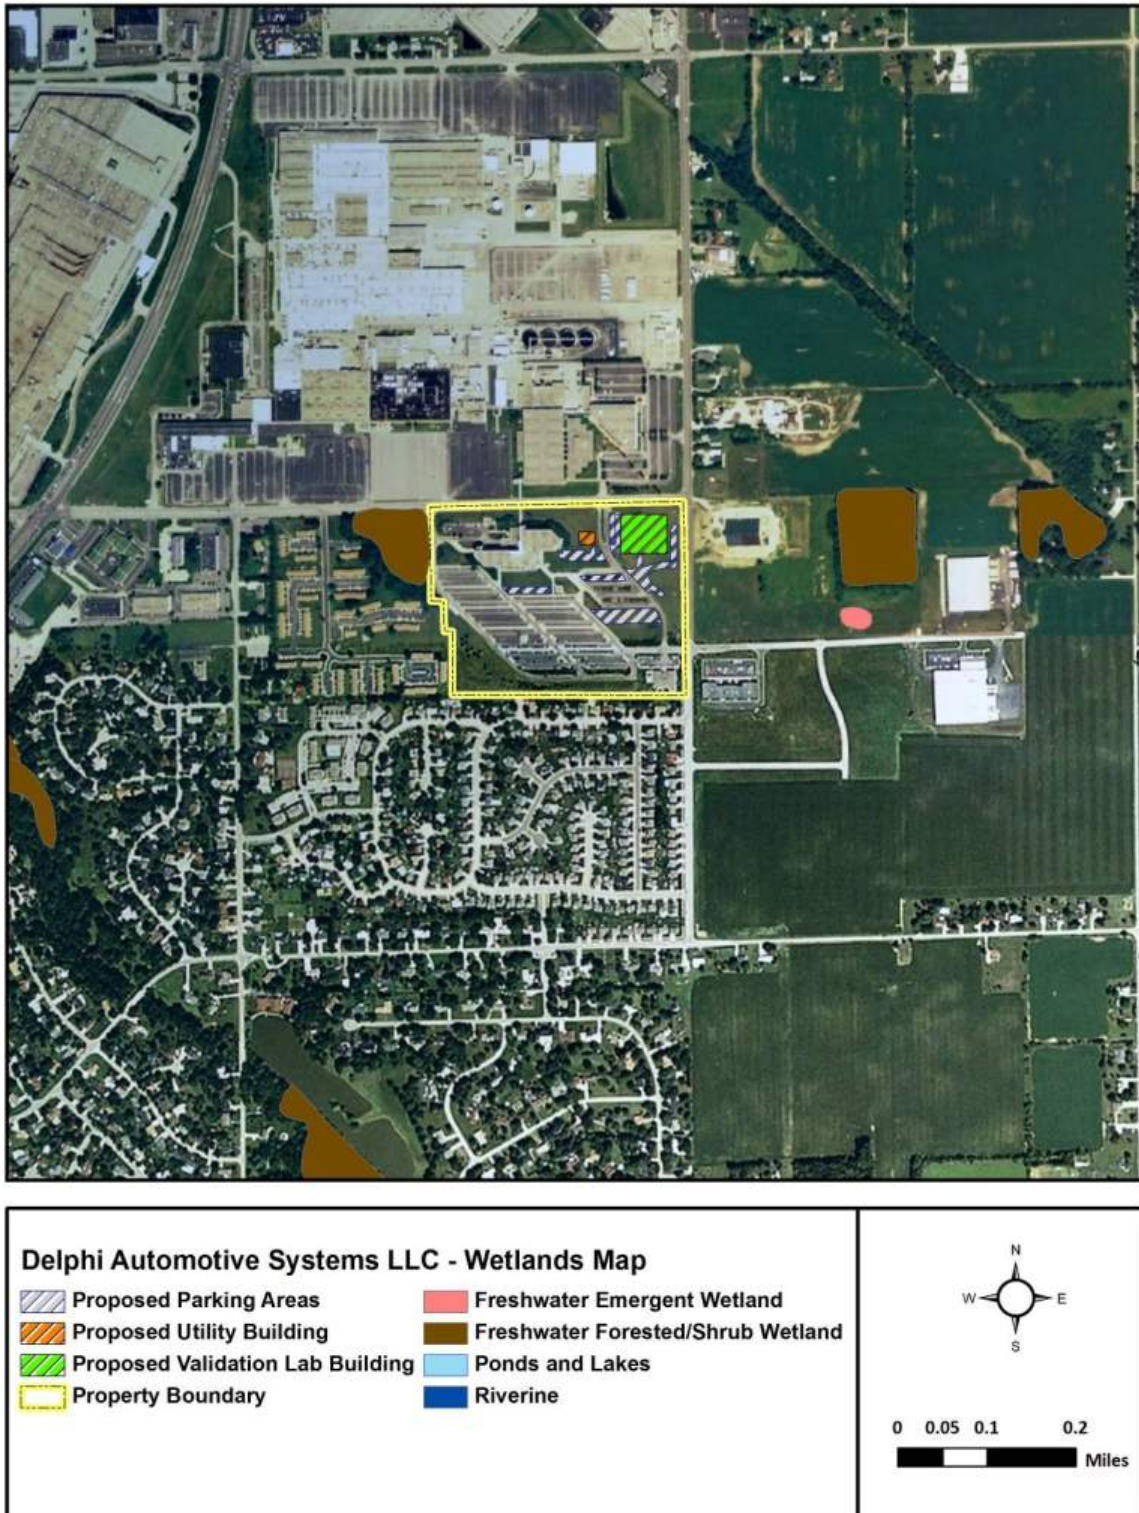 Delphi Automotive Systems LLC - Wetlands Map
Proposed Parking Areas
Proposed Utility Building
Proposed Validation Lab Building
Property Boundary
Freshwater Emergent Wetland
Freshwater Forested/Shrub Wetland
Ponds and Lakes
Riverine
N
W E
S
0 0.05 0.1 0.2
Miles